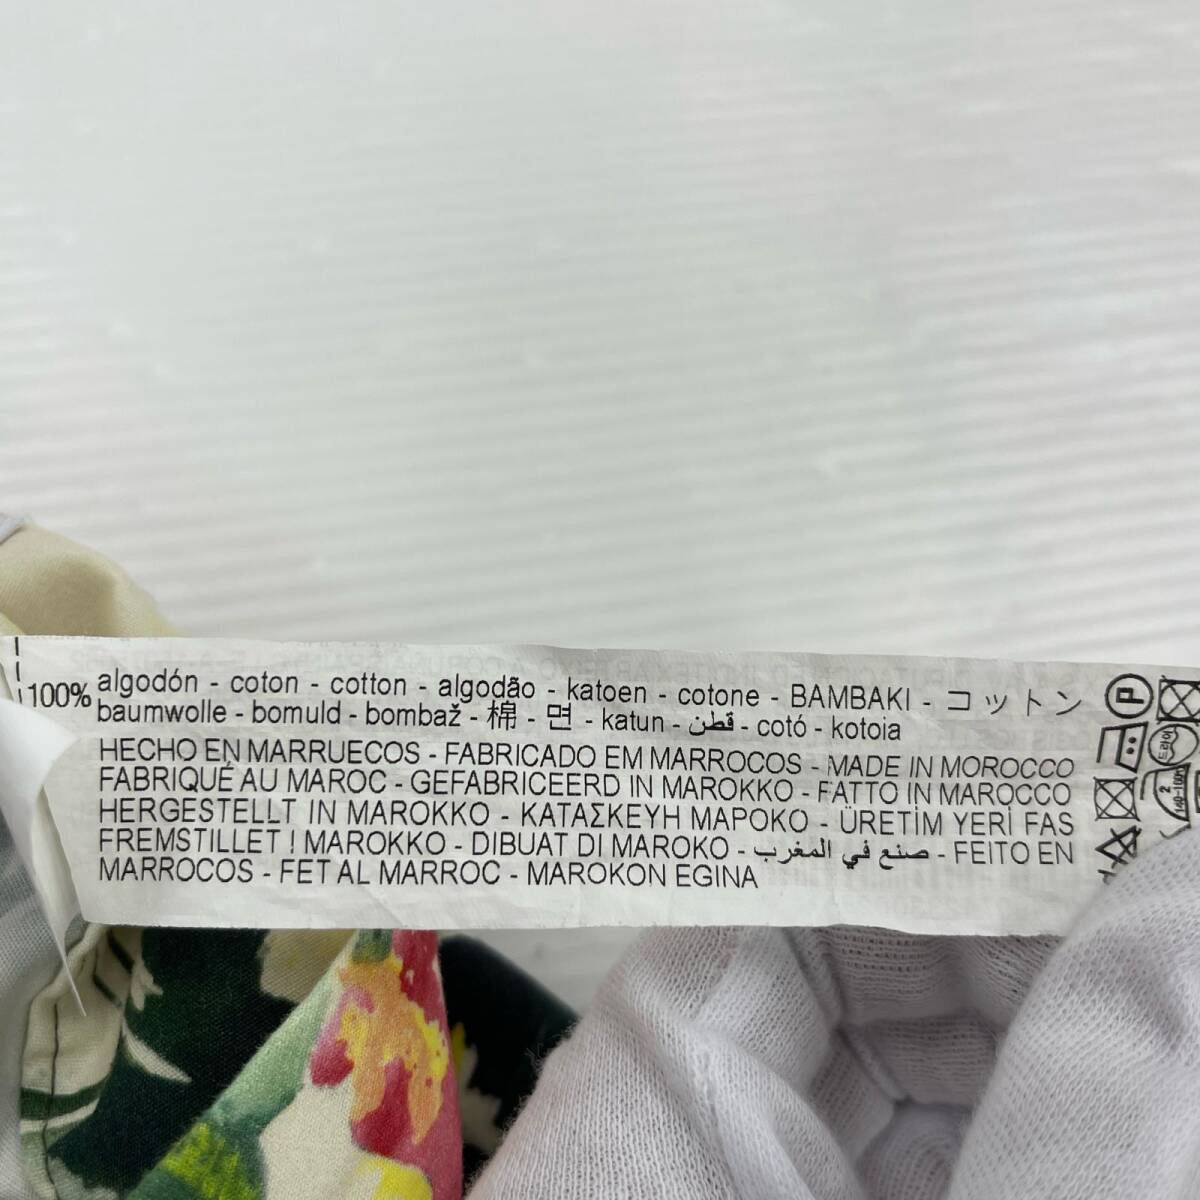 100% algodón - coton - cotton - algodão - katoen - cotone - BAMBAKI - コットン
baumwolle - bomuld - bombaž - 棉 - 면 - katun - قطن - cotó - kotoia
HECHO EN MARRUECOS - FABRICADO EM MARROCOS - MADE IN MOROCCO
FABRIQUÉ AU MAROC - GEFABRICEERD IN MAROKKO - FATTO IN MAROCCO
HERGESTELLT IN MAROKKO - ΚΑΤΑΣΚΕΥΗ ΜΑΡΟΚΟ - ÜRETİM YERİ FAS
FREMSTILLET ! MAROKKO - DIBUAT DI MAROKO - صنع في المغرب - FEITO EN
MARROCOS - FET AL MARROC - MAROKON EGINA
P